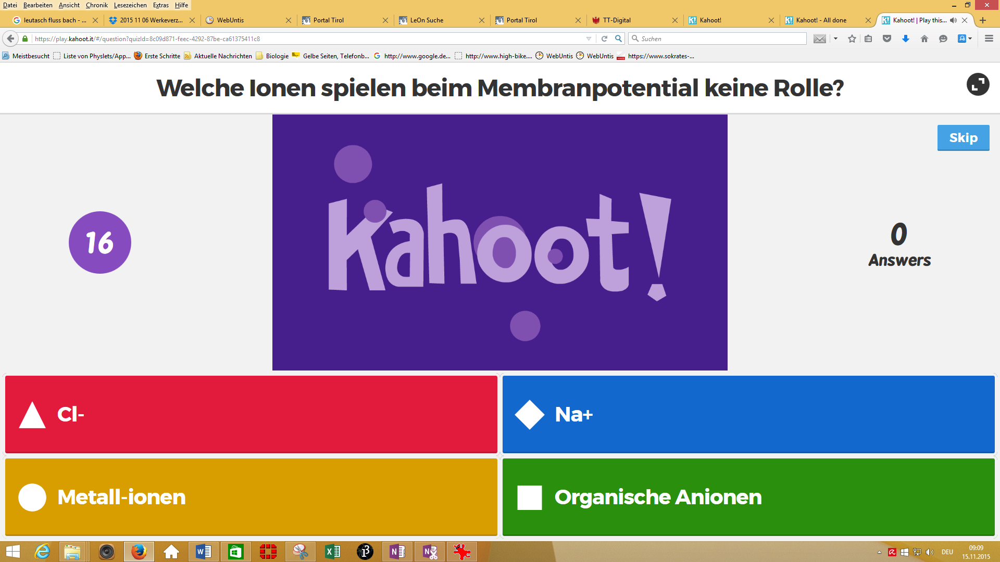 Datei Bearbeiten Ansicht Chronik Lesezeichen Extras Hilfe
leutasch fluss bach - ... 2015 11 06 Werkeverz... WebUntis Portal Tirol LeOn Suche Portal Tirol TT-Digital Kahoot! Kahoot! - All done Kahoot! | Play this...
https://play.kahoot.it/#/question?quizId=8c09d871-feec-4292-87be-ca61375411c8 Suchen
Meistbesucht Liste von Physlets/App... Erste Schritte Aktuelle Nachrichten Biologie Gelbe Seiten, Telefonb... http://www.google.de... http://www.high-bike.... WebUntis WebUntis https://www.sokrates-...
Welche Ionen spielen beim Membranpotential keine Rolle?
Skip
Kahoot!
16
0
Answers
Cl-
Na+
Metall-ionen
Organische Anionen
DEU
09:09
15.11.2015